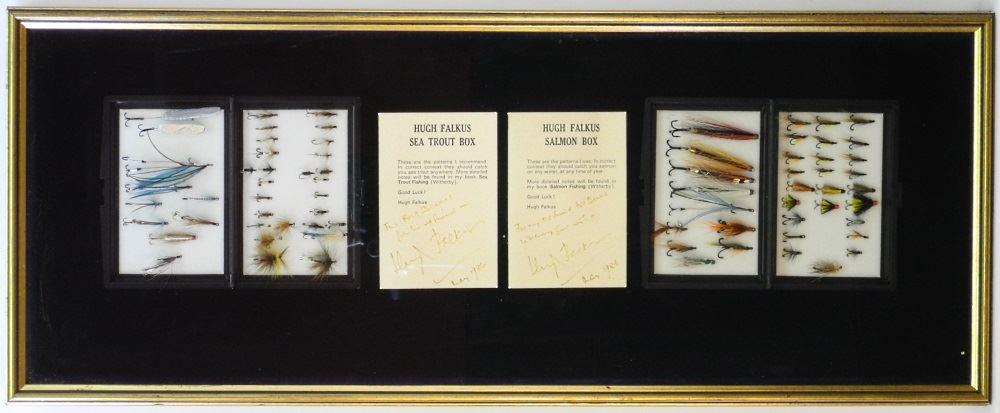 HUGH FALKUS
SEA TROUT BOX
These are the patterns I recommend.
In correct context they should catch
you sea trout anywhere. More detailed
notes will be found in my book Sea
Trout Fishing (Witherby).
Good Luck!
Hugh Falkus
Hugh Falkus
HUGH FALKUS
SALMON BOX
These are the patterns I use. In correct
context they should catch you salmon
on any water, at any time of year.
More detailed notes will be found in
my book Salmon Fishing (Witherby).
Good Luck!
Hugh Falkus
Hugh Falkus